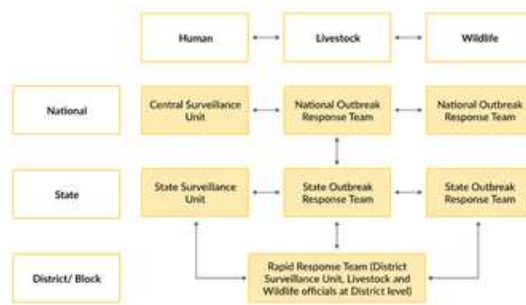 Human
Livestock
Wildlife
National
Central Surveillance
Unit
National Outbreak
Response Team
National Outbreak
Response Team
State
State Surveillance
Unit
State Outbreak
Response Team
State Outbreak
Response Team
District/ Block
Rapid Response Team (District
Surveillance Unit, Livestock and
Wildlife officials at District level)